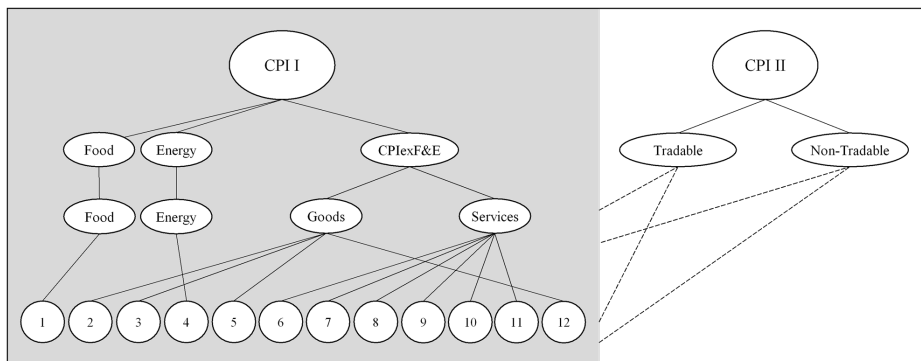 CPI I CPI II
Food Energy CPIexF&E Tradable Non-Tradable
Food Energy Goods Services
1 2 3 4 5 6 7 8 9 10 11 12